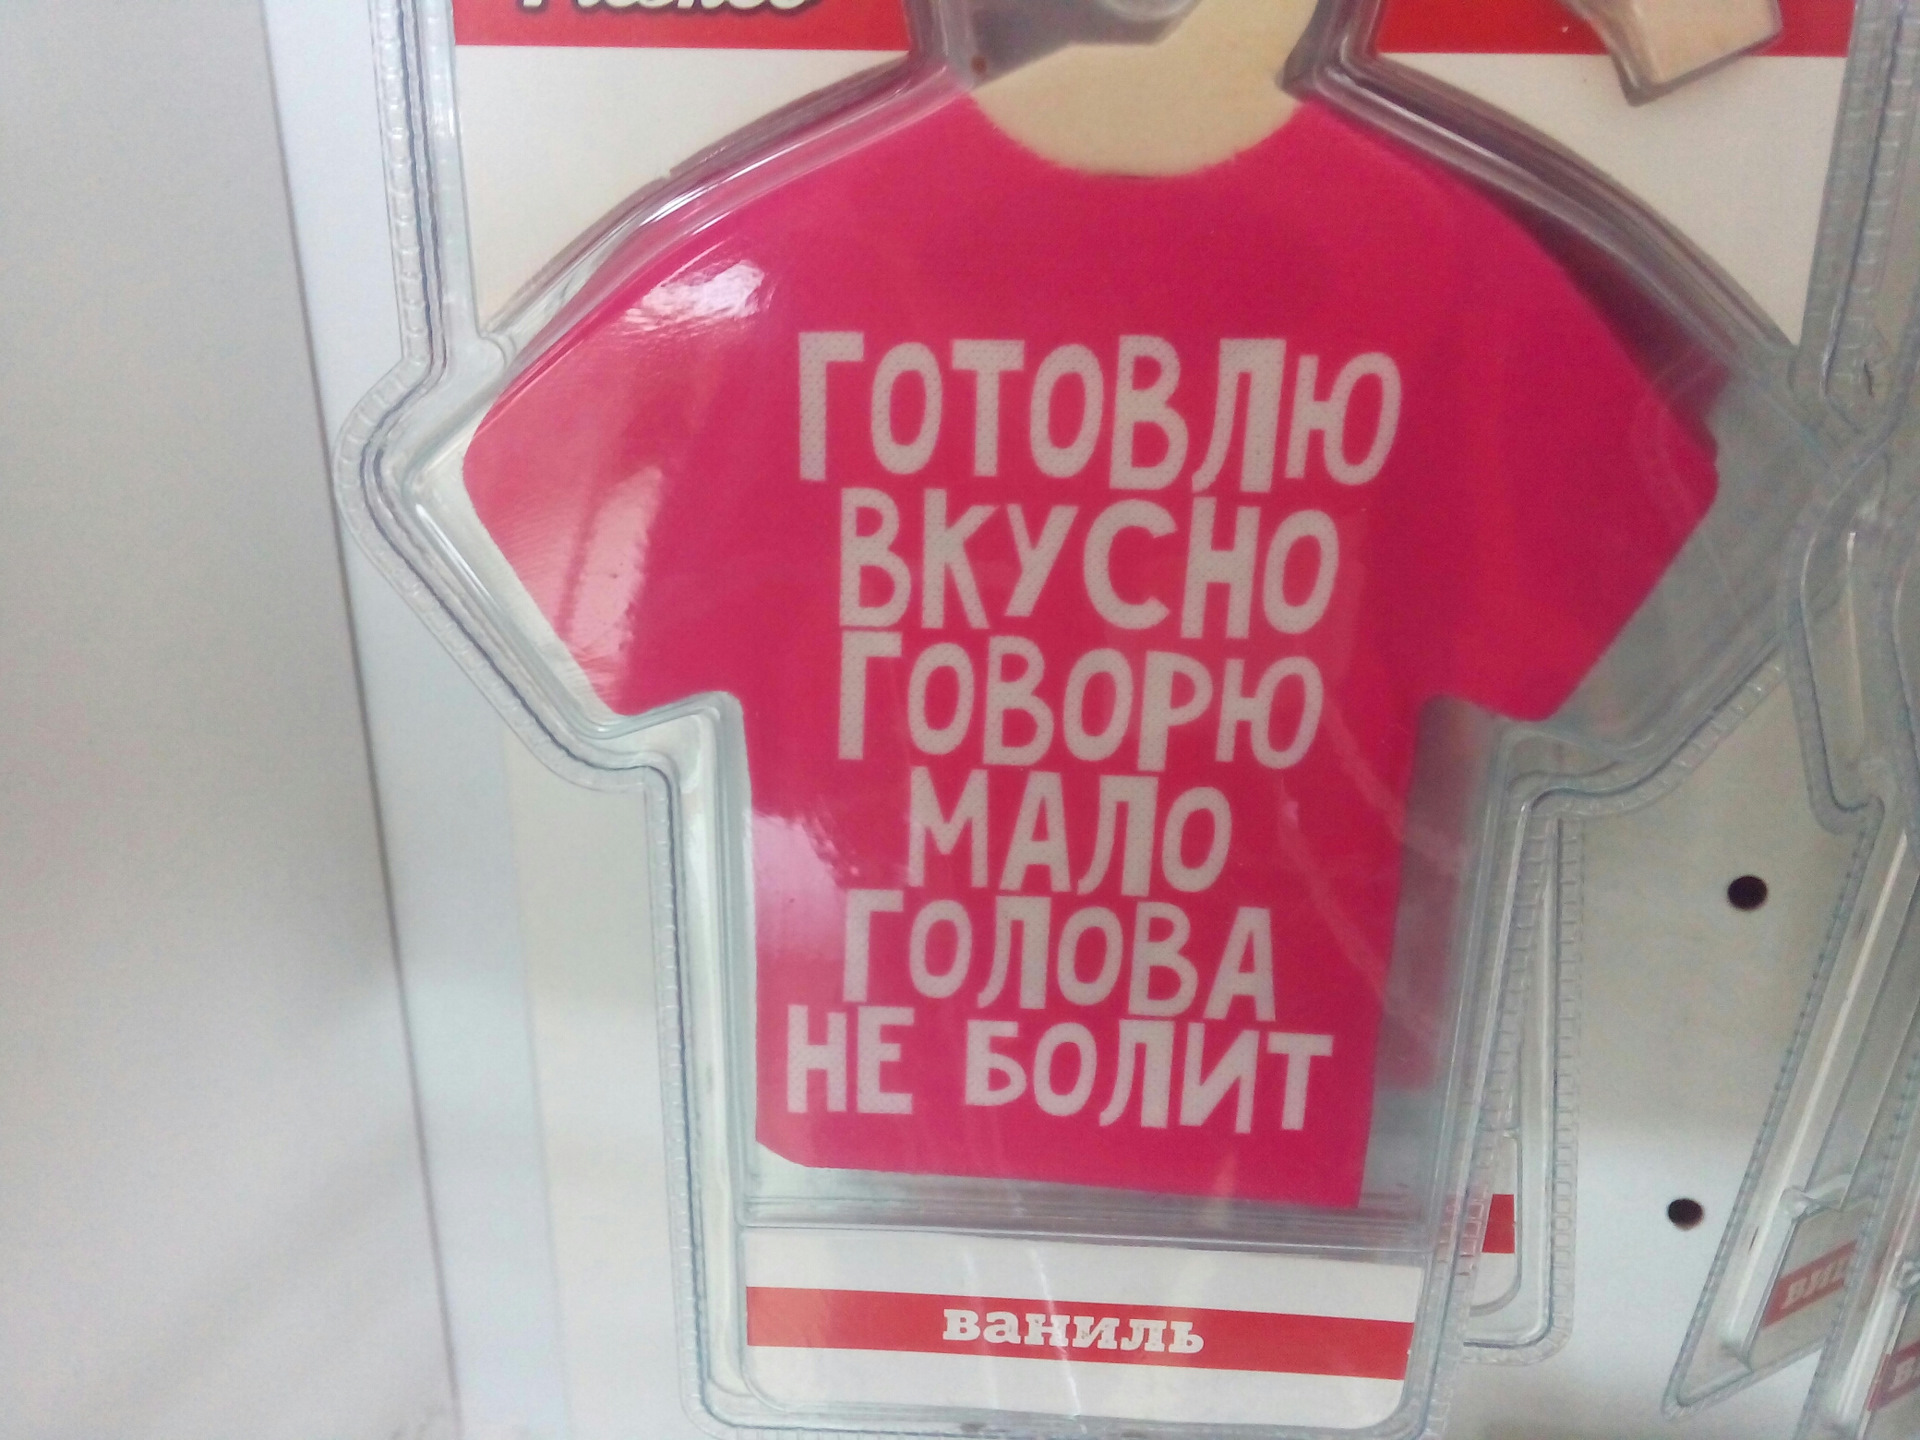 ГОТОВЛЮ
ВКУСНО
ГОВОРЮ
МАЛО
ГОЛОВА
НЕ БОЛИТ
ваниль